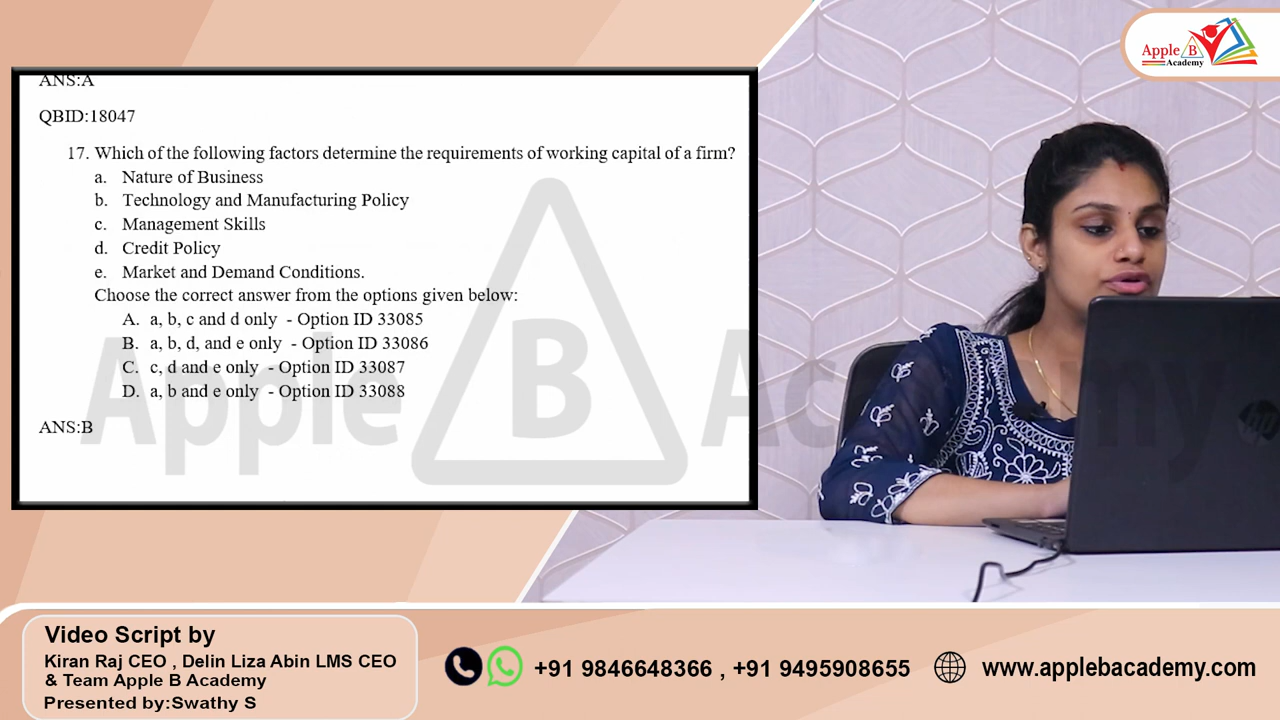 Apple B
Academy
ANS:A
QBID:18047
17. Which of the following factors determine the requirements of working capital of a firm?
a. Nature of Business
b. Technology and Manufacturing Policy
c. Management Skills
d. Credit Policy
e. Market and Demand Conditions.
Choose the correct answer from the options given below:
A. a, b, c and d only - Option ID 33085
B. a, b, d, and e only - Option ID 33086
C. c, d and e only - Option ID 33087
D. a, b and e only - Option ID 33088
ANS:B
Apple B Academy
Video Script by
Kiran Raj CEO , Delin Liza Abin LMS CEO
& Team Apple B Academy
Presented by:Swathy S
+91 9846648366 , +91 9495908655
www.applebacademy.com